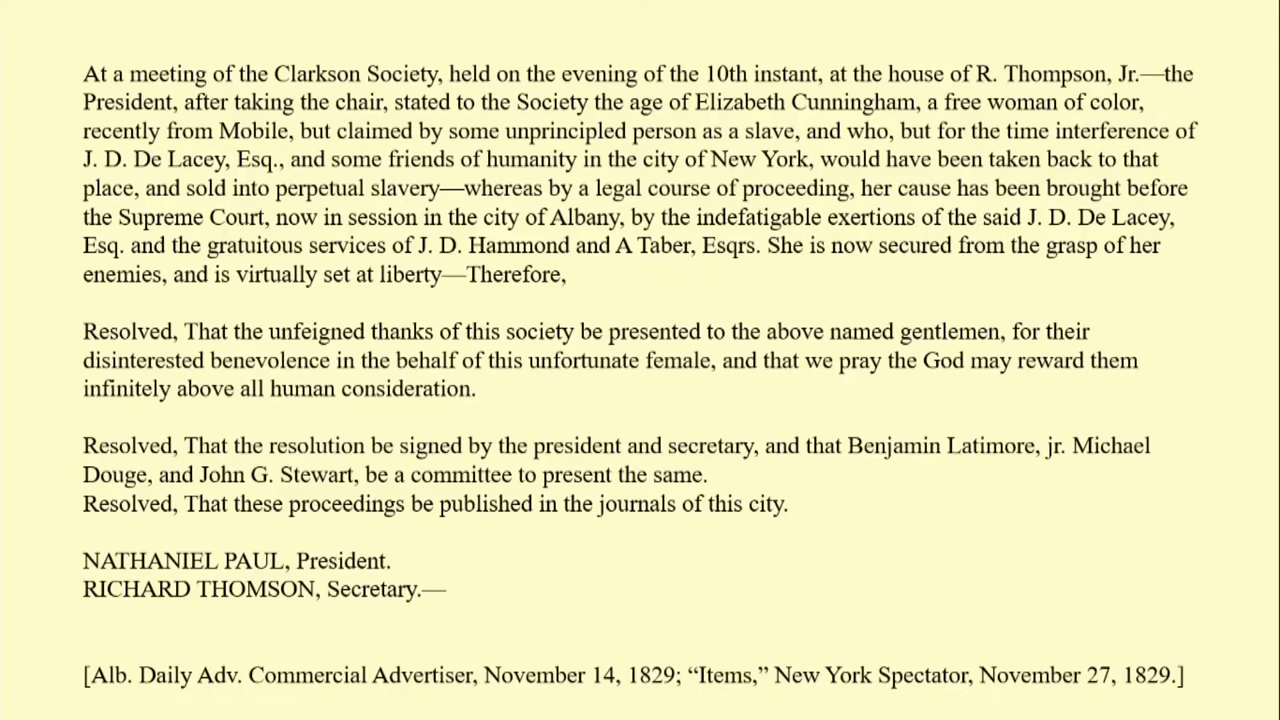 At a meeting of the Clarkson Society, held on the evening of the 10th instant, at the house of R. Thompson, Jr.—the
President, after taking the chair, stated to the Society the age of Elizabeth Cunningham, a free woman of color,
recently from Mobile, but claimed by some unprincipled person as a slave, and who, but for the time interference of
J. D. De Lacey, Esq., and some friends of humanity in the city of New York, would have been taken back to that
place, and sold into perpetual slavery—whereas by a legal course of proceeding, her cause has been brought before
the Supreme Court, now in session in the city of Albany, by the indefatigable exertions of the said J. D. De Lacey,
Esq. and the gratuitous services of J. D. Hammond and A Taber, Esqrs. She is now secured from the grasp of her
enemies, and is virtually set at liberty—Therefore,
Resolved, That the unfeigned thanks of this society be presented to the above named gentlemen, for their
disinterested benevolence in the behalf of this unfortunate female, and that we pray the God may reward them
infinitely above all human consideration.
Resolved, That the resolution be signed by the president and secretary, and that Benjamin Latimore, jr. Michael
Douge, and John G. Stewart, be a committee to present the same.
Resolved, That these proceedings be published in the journals of this city.
NATHANIEL PAUL, President.
RICHARD THOMSON, Secretary.—
[Alb. Daily Adv. Commercial Advertiser, November 14, 1829; “Items,” New York Spectator, November 27, 1829.]